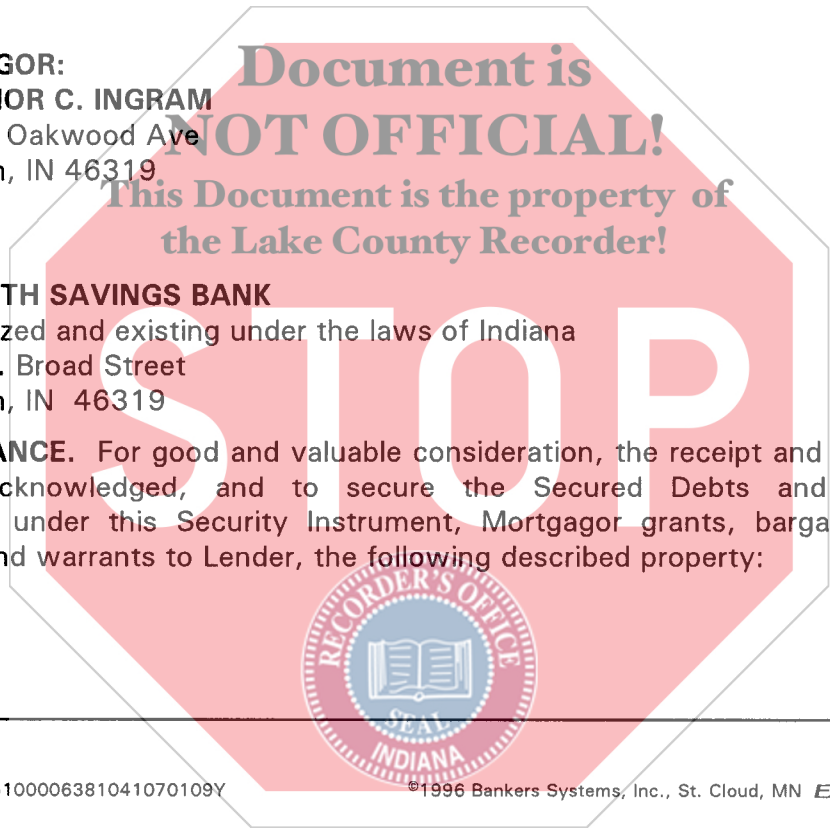 Document is
NOT OFFICIAL!
This Document is the property of
the Lake County Recorder!
GOR:
OR C. INGRAM
Oakwood Ave
, IN 46319
TH SAVINGS BANK
zed and existing under the laws of Indiana
. Broad Street
, IN 46319
ANCE. For good and valuable consideration, the receipt and
cknowledged, and to secure the Secured Debts and
under this Security Instrument, Mortgagor grants, barga
nd warrants to Lender, the following described property:
STOP
RECORDER'S OFFICE
SEAL
INDIANA
100006381041070109Y
©1996 Bankers Systems, Inc., St. Cloud, MN E